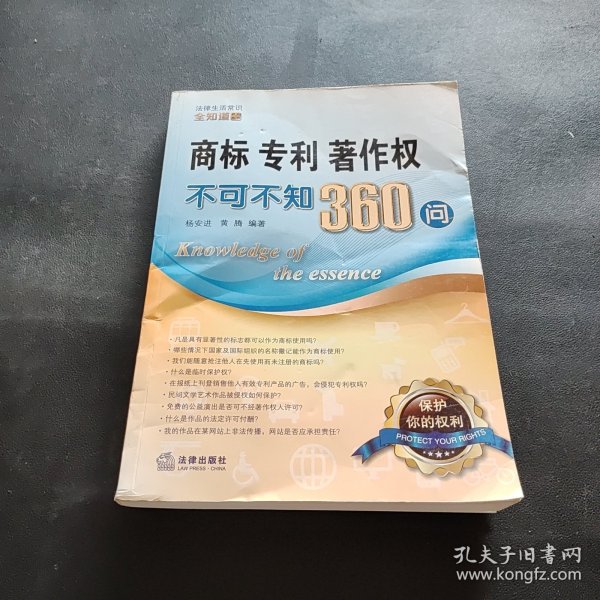 法律生活常识
全知道
商标 专利 著作权
不可不知360问
杨安进 黄腾 编著
Knowledge of
the essence
·凡是具有显著性的标志都可以作为商标使用吗?
·哪些情况下国家及国际组织的名称徽记能作为商标使用?
·我们能随意抢注他人在先使用而未注册的商标吗?
·什么是临时保护权?
·在报纸上刊登销售他人有效专利产品的广告,会侵犯专利权吗?
·民间文学艺术作品被侵权如何保护?
·免费的公益演出是否可不经著作权人许可?
·什么是作品的法定许可付酬?
·我的作品在某网站上非法传播,网站是否应承担责任?
保护
你的权利
PROTECT YOUR RIGHTS
法律出版社
LAW PRESS·CHINA
孔夫子旧书网
www.kongfz.com